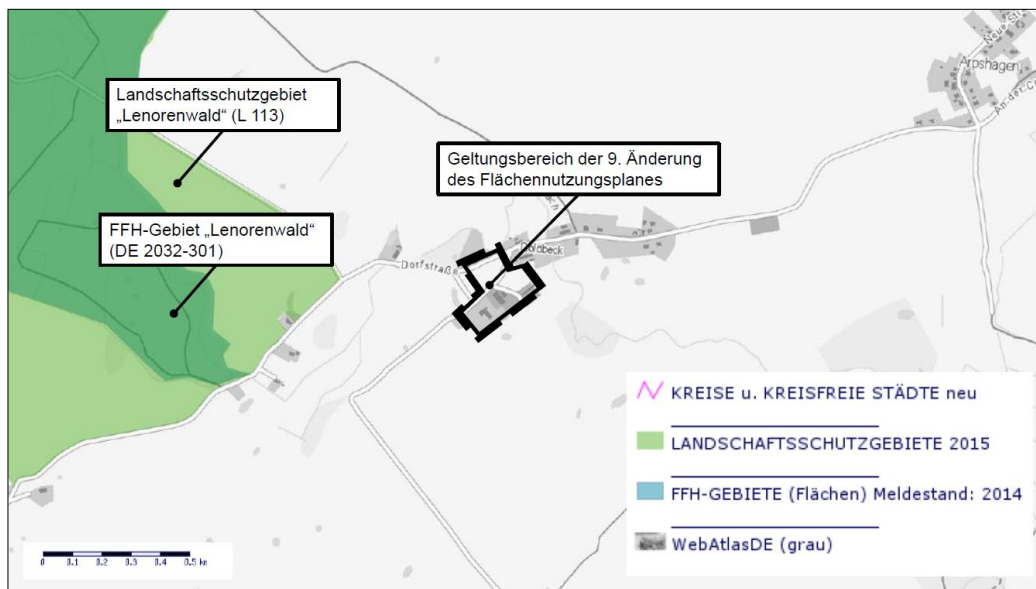 Landschaftsschutzgebiet
„Lenorenwald“ (L 113)
FFH-Gebiet „Lenorenwald“
(DE 2032-301)
Geltungsbereich der 9. Änderung
des Flächennutzungsplanes
Arpshagen
Dorfstraße
Goldbeck
KREISE u. KREISFREIE STÄDTE neu
LANDSCHAFTSSCHUTZGEBIETE 2015
FFH-GEBIETE (Flächen) Meldestand: 2014
WebAtlasDE (grau)
0 0.1 0.2 0.3 0.4 0.5 km